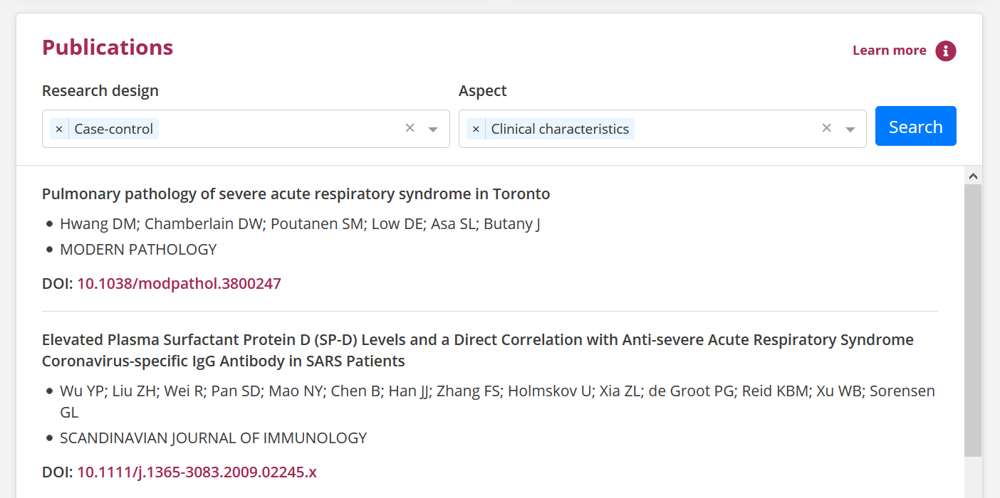 Publications
Learn more
Research design
Aspect
× Case-control
× Clinical characteristics
Search
Pulmonary pathology of severe acute respiratory syndrome in Toronto
• Hwang DM; Chamberlain DW; Poutanen SM; Low DE; Asa SL; Butany J
• MODERN PATHOLOGY
DOI: 10.1038/modpathol.3800247
Elevated Plasma Surfactant Protein D (SP-D) Levels and a Direct Correlation with Anti-severe Acute Respiratory Syndrome
Coronavirus-specific IgG Antibody in SARS Patients
• Wu YP; Liu ZH; Wei R; Pan SD; Mao NY; Chen B; Han JJ; Zhang FS; Holmskov U; Xia ZL; de Groot PG; Reid KBM; Xu WB; Sorensen
GL
• SCANDINAVIAN JOURNAL OF IMMUNOLOGY
DOI: 10.1111/j.1365-3083.2009.02245.x